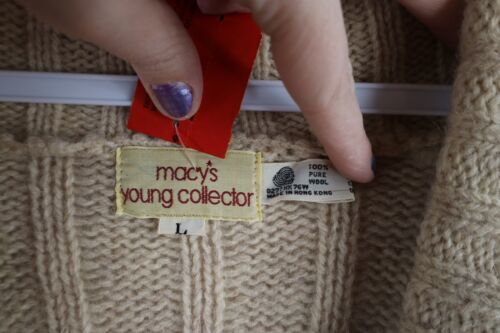 macy's
young collector
L
100%
PURE
WOOL
MADE IN HONG KONG